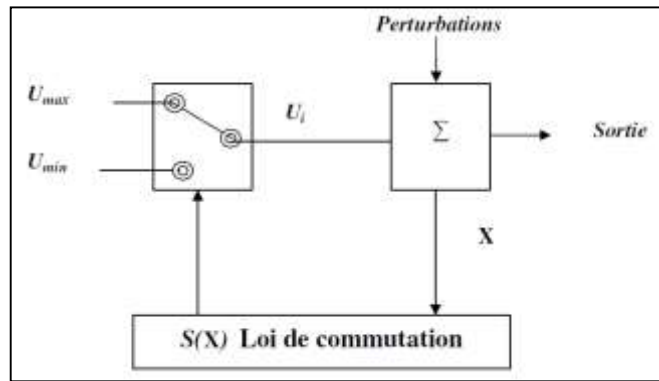 Perturbations
U_max
U_i
Σ
Sortie
U_min
X
S(X) Loi de commutation